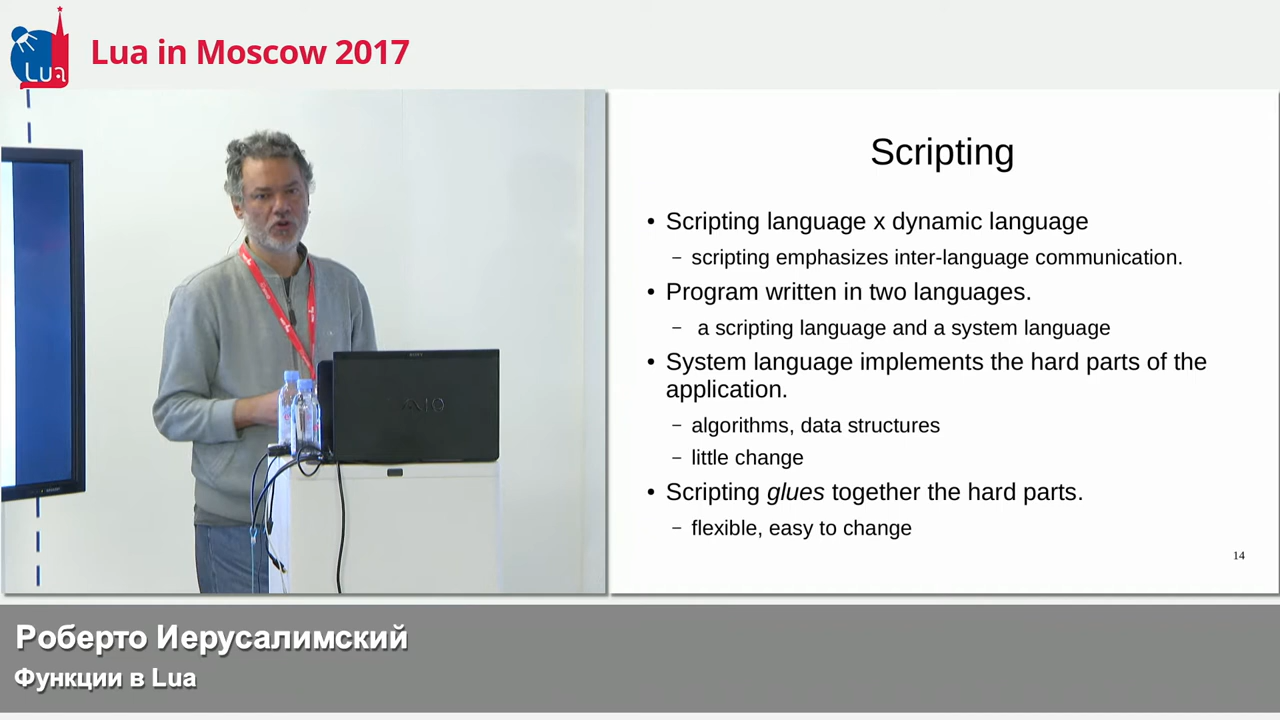 Lua in Moscow 2017
Lua
SONY
VAIO
Scripting
• Scripting language x dynamic language
– scripting emphasizes inter-language communication.
• Program written in two languages.
– a scripting language and a system language
• System language implements the hard parts of the
application.
– algorithms, data structures
– little change
• Scripting glues together the hard parts.
– flexible, easy to change
14
Роберто Иерусалимский
Функции в Lua